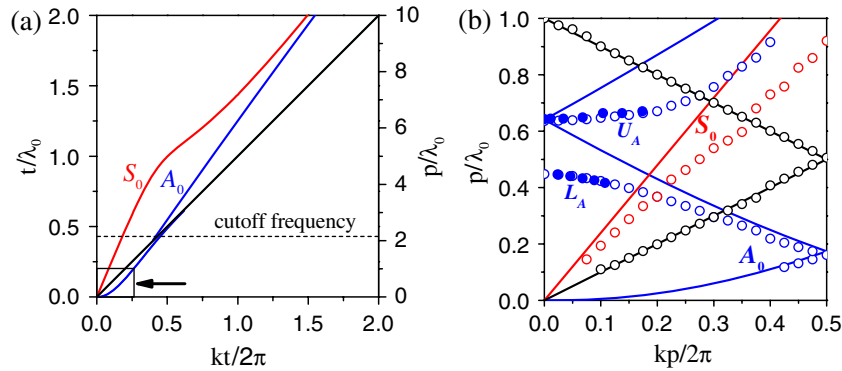 (a)
2.0
1.5
1.0
0.5
0.0
t/λ₀
S₀
A₀
cutoff frequency
10
8
6
4
2
0
p/λ₀
0.0 0.5 1.0 1.5 2.0
kt/2π
(b)
1.0
0.8
0.6
0.4
0.2
0.0
p/λ₀
U_A
S₀
L_A
A₀
0.0 0.1 0.2 0.3 0.4 0.5
kp/2π